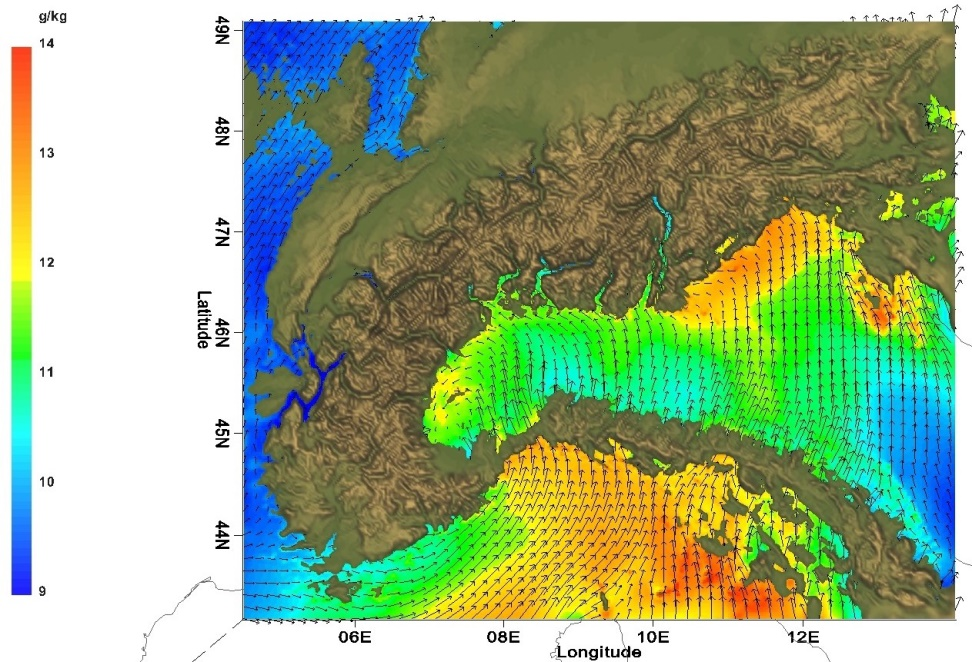 g/kg
14
13
12
11
10
9
49N
48N
47N
46N
45N
44N
Latitude
06E
08E
10E
12E
Longitude